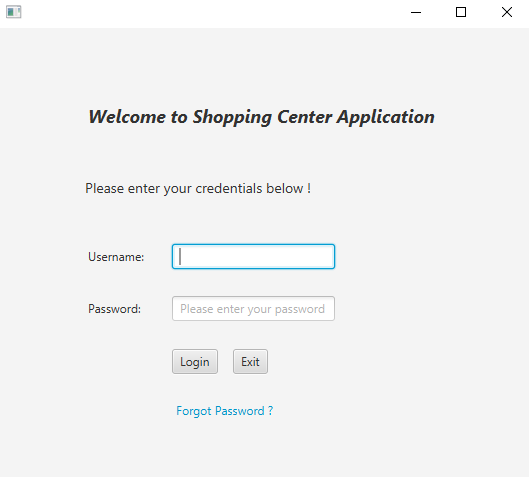 Welcome to Shopping Center Application
Please enter your credentials below !
Username:
Password: Please enter your password
Login Exit
Forgot Password ?